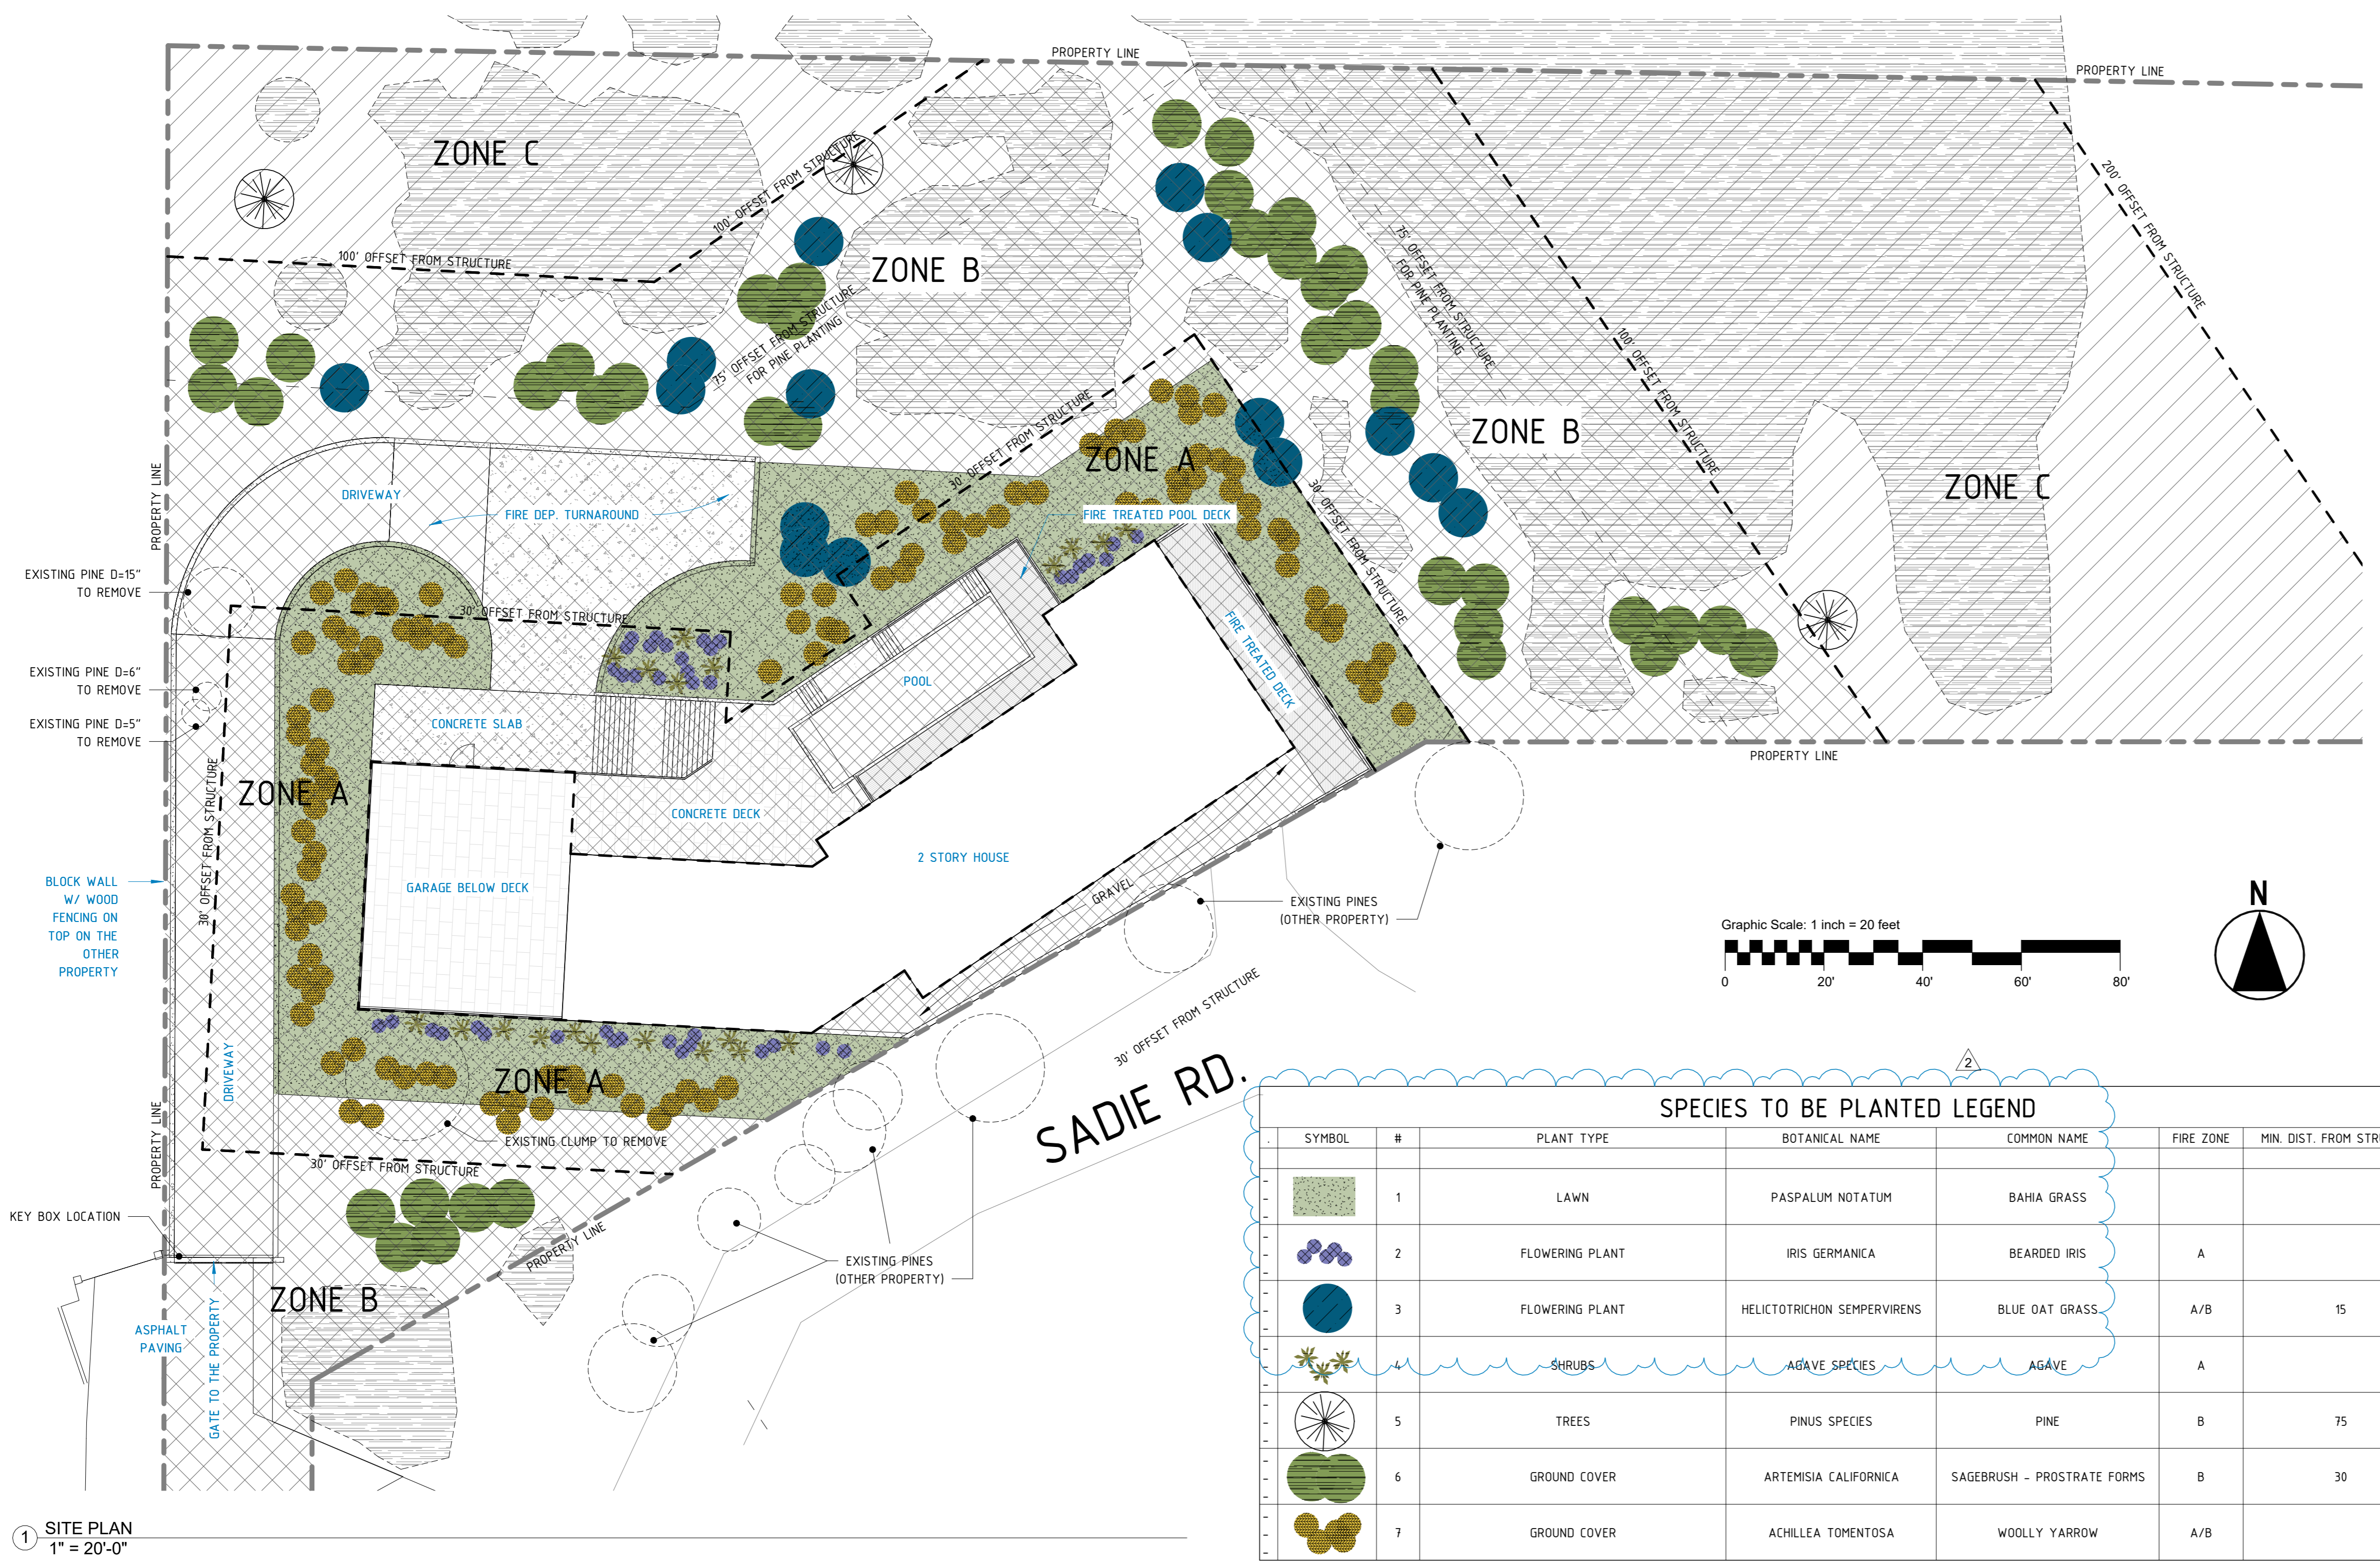 PROPERTY LINE
PROPERTY LINE
ZONE C
100' OFFSET FROM STRUCTURE
100' OFFSET FROM STRUCTURE
200' OFFSET FROM STRUCTURE
75' OFFSET FROM STRUCTURE
FOR PINE PLANTING
ZONE B
75' OFFSET FROM STRUCTURE
FOR PINE PLANTING
100' OFFSET FROM STRUCTURE
ZONE B
ZONE A
ZONE C
30' OFFSET FROM STRUCTURE
PROPERTY LINE
DRIVEWAY
FIRE DEP. TURNAROUND
FIRE TREATED POOL DECK
30' OFFSET FROM STRUCTURE
EXISTING PINE D=15"
TO REMOVE
30' OFFSET FROM STRUCTURE
FIRE TREATED DECK
EXISTING PINE D=6"
TO REMOVE
POOL
EXISTING PINE D=5"
TO REMOVE
CONCRETE SLAB
PROPERTY LINE
ZONE A
30' OFFSET FROM STRUCTURE
CONCRETE DECK
2 STORY HOUSE
BLOCK WALL
W/ WOOD
FENCING ON
TOP ON THE
OTHER
PROPERTY
GARAGE BELOW DECK
GRAVEL
EXISTING PINES
(OTHER PROPERTY)
Graphic Scale: 1 inch = 20 feet
0 20' 40' 60' 80'
N
30' OFFSET FROM STRUCTURE
SADIE RD.
DRIVEWAY
ZONE A
EXISTING CLUMP TO REMOVE
30' OFFSET FROM STRUCTURE
PROPERTY LINE
KEY BOX LOCATION
PROPERTY LINE
EXISTING PINES
(OTHER PROPERTY)
ZONE B
ASPHALT
PAVING
GATE TO THE PROPERTY
2
SPECIES TO BE PLANTED LEGEND
. SYMBOL # PLANT TYPE BOTANICAL NAME COMMON NAME FIRE ZONE MIN. DIST. FROM STR
1 LAWN PASPALUM NOTATUM BAHIA GRASS
2 FLOWERING PLANT IRIS GERMANICA BEARDED IRIS A
3 FLOWERING PLANT HELICTOTRICHON SEMPERVIRENS BLUE OAT GRASS A/B 15
4 SHRUBS AGAVE SPECIES AGAVE A
5 TREES PINUS SPECIES PINE B 75
6 GROUND COVER ARTEMISIA CALIFORNICA SAGEBRUSH - PROSTRATE FORMS B 30
7 GROUND COVER ACHILLEA TOMENTOSA WOOLLY YARROW A/B
1 SITE PLAN
1" = 20'-0"